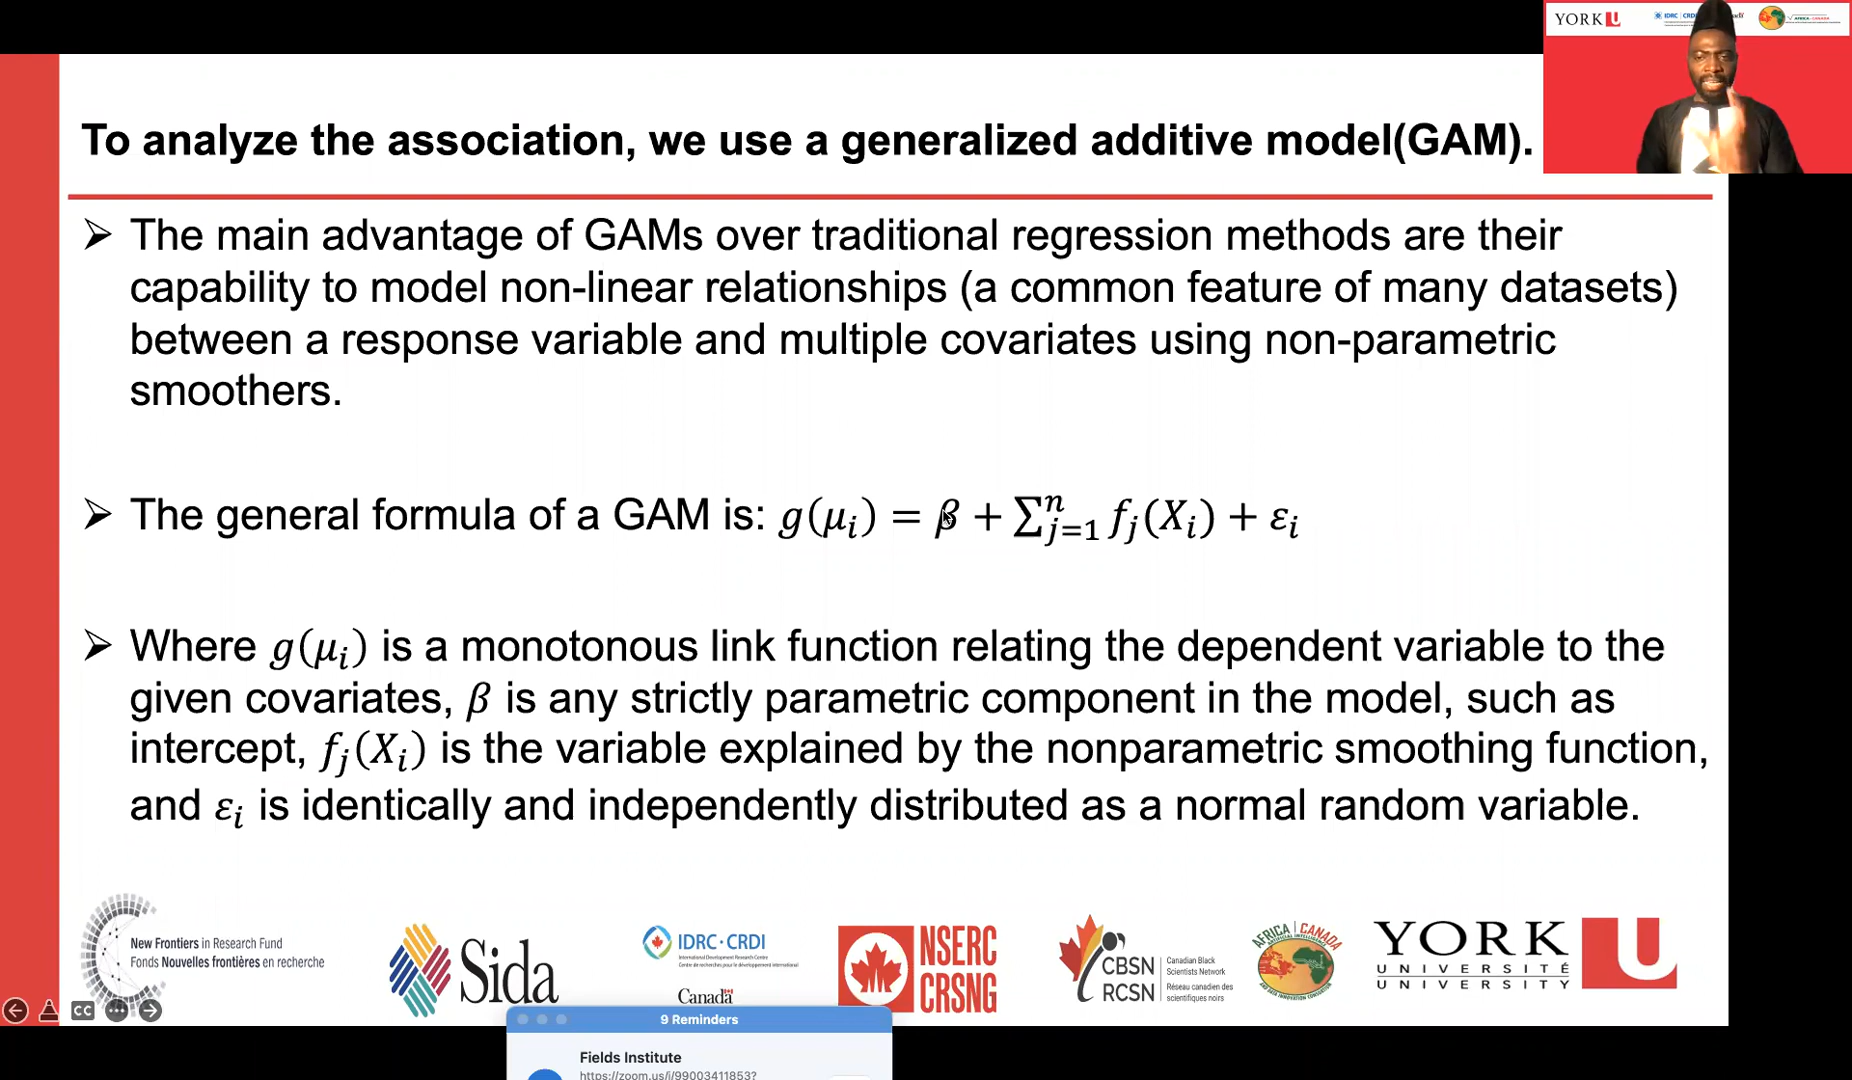 YORK U
IDRC | CRDI
To analyze the association, we use a generalized additive model(GAM).
➢ The main advantage of GAMs over traditional regression methods are their
capability to model non-linear relationships (a common feature of many datasets)
between a response variable and multiple covariates using non-parametric
smoothers.
➢ The general formula of a GAM is: g(μᵢ) = β + ∑ⁿⱼ₌₁ fⱼ(Xᵢ) + εᵢ
➢ Where g(μᵢ) is a monotonous link function relating the dependent variable to the
given covariates, β is any strictly parametric component in the model, such as
intercept, fⱼ(Xᵢ) is the variable explained by the nonparametric smoothing function,
and εᵢ is identically and independently distributed as a normal random variable.
New Frontiers in Research Fund
Fonds Nouvelles frontières en recherche
Sida
IDRC · CRDI
International Development Research Centre
Centre de recherches pour le développement international
Canada
NSERC
CRSNG
CBSN
RCSN
Canadian Black
Scientists Network
Réseau canadien des
scientifiques noirs
AFRICA CANADA
YORK U
UNIVERSITÉ
UNIVERSITY
CC
9 Reminders
Fields Institute
https://zoom.us/j/99003411853?